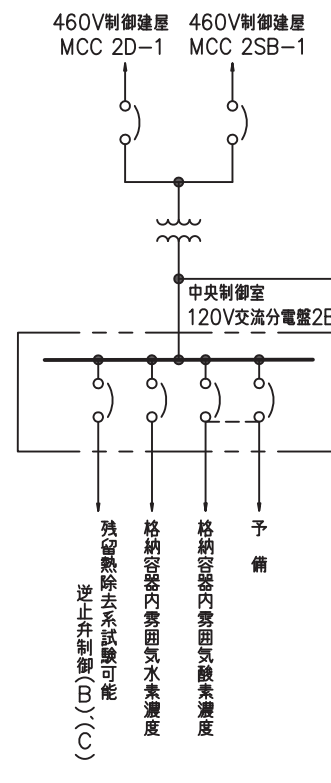 460V制御建屋
MCC 2D-1
460V制御建屋
MCC 2SB-1
中央制御室
120V交流分電盤2B
残留熱除去系試験可能
逆止弁制御(B)、(C)
格納容器内雰囲気水素濃度
格納容器内雰囲気酸素濃度
予備